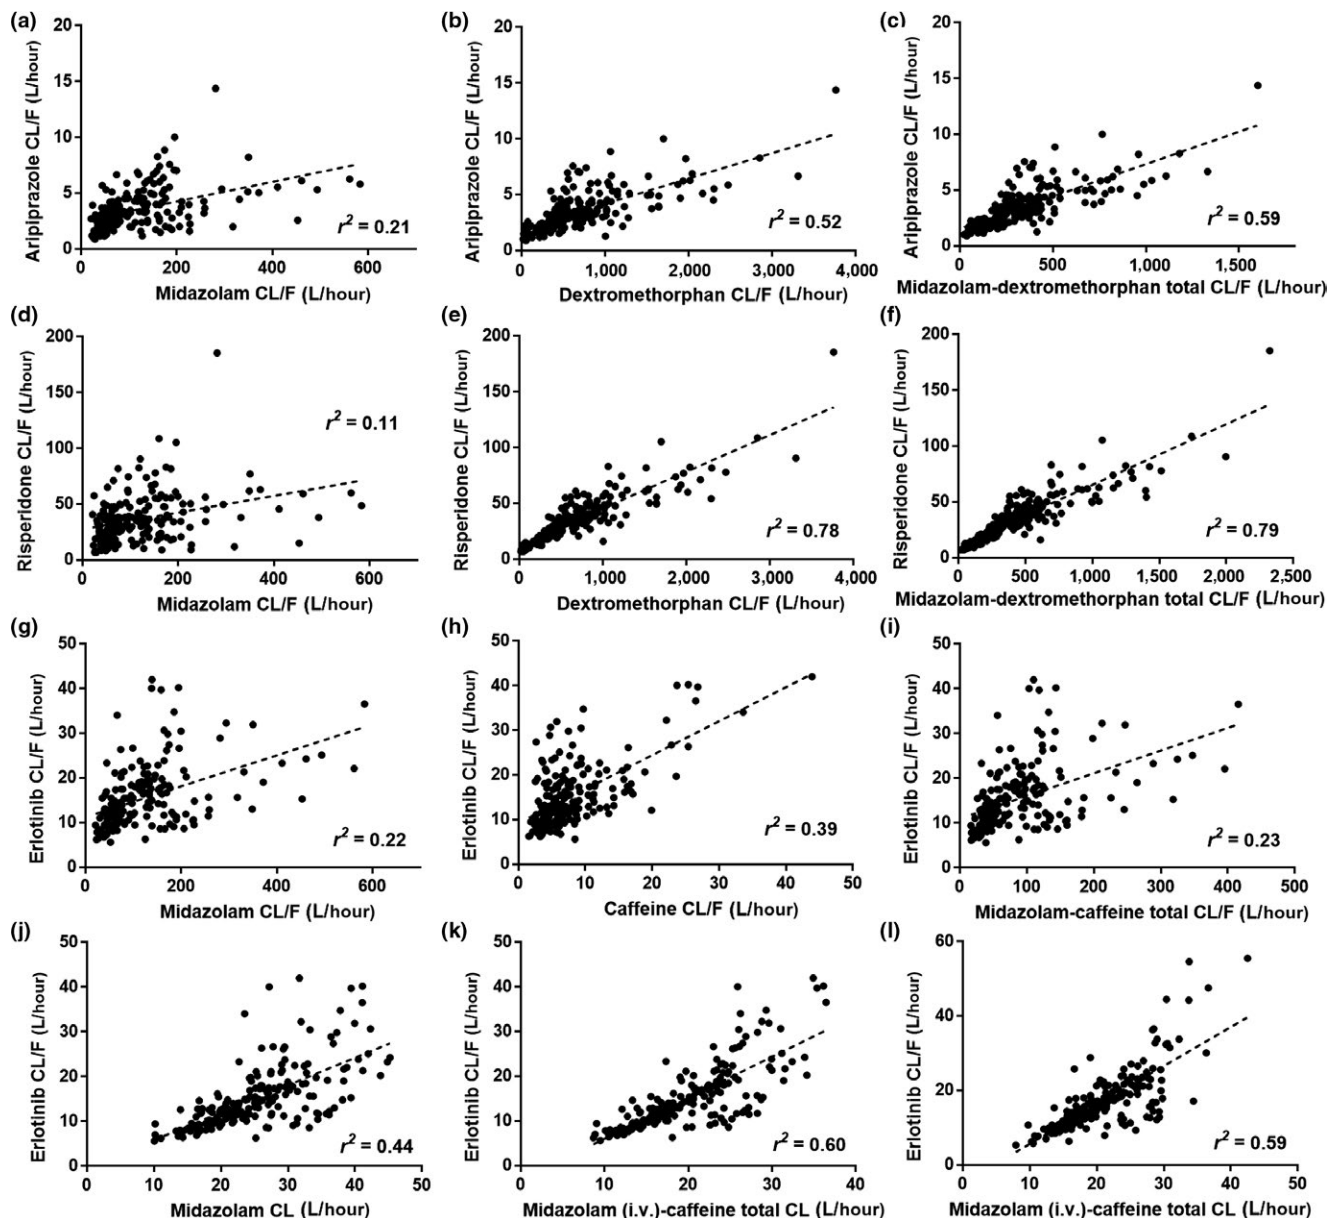 (a)
Aripiprazole CL/F (L/hour)
20
15
10
5
0
r² = 0.21
0 200 400 600
Midazolam CL/F (L/hour)
(b)
Aripiprazole CL/F (L/hour)
20
15
10
5
0
r² = 0.52
0 1,000 2,000 3,000 4,000
Dextromethorphan CL/F (L/hour)
(c)
Aripiprazole CL/F (L/hour)
20
15
10
5
0
r² = 0.59
0 500 1,000 1,500
Midazolam-dextromethorphan total CL/F (L/hour)
(d)
Risperidone CL/F (L/hour)
200
150
100
50
0
r² = 0.11
0 200 400 600
Midazolam CL/F (L/hour)
(e)
Risperidone CL/F (L/hour)
200
150
100
50
0
r² = 0.78
0 1,000 2,000 3,000 4,000
Dextromethorphan CL/F (L/hour)
(f)
Risperidone CL/F (L/hour)
200
150
100
50
0
r² = 0.79
0 500 1,000 1,500 2,000 2,500
Midazolam-dextromethorphan total CL/F (L/hour)
(g)
Erlotinib CL/F (L/hour)
50
40
30
20
10
0
r² = 0.22
0 200 400 600
Midazolam CL/F (L/hour)
(h)
Erlotinib CL/F (L/hour)
50
40
30
20
10
0
r² = 0.39
0 10 20 30 40 50
Caffeine CL/F (L/hour)
(i)
Erlotinib CL/F (L/hour)
50
40
30
20
10
0
r² = 0.23
0 100 200 300 400 500
Midazolam-caffeine total CL/F (L/hour)
(j)
Erlotinib CL/F (L/hour)
50
40
30
20
10
0
r² = 0.44
0 10 20 30 40 50
Midazolam CL (L/hour)
(k)
Erlotinib CL/F (L/hour)
50
40
30
20
10
0
r² = 0.60
0 10 20 30 40
Midazolam (i.v.)-caffeine total CL (L/hour)
(l)
Erlotinib CL/F (L/hour)
60
40
20
0
r² = 0.59
0 10 20 30 40 50
Midazolam (i.v.)-caffeine total CL (L/hour)